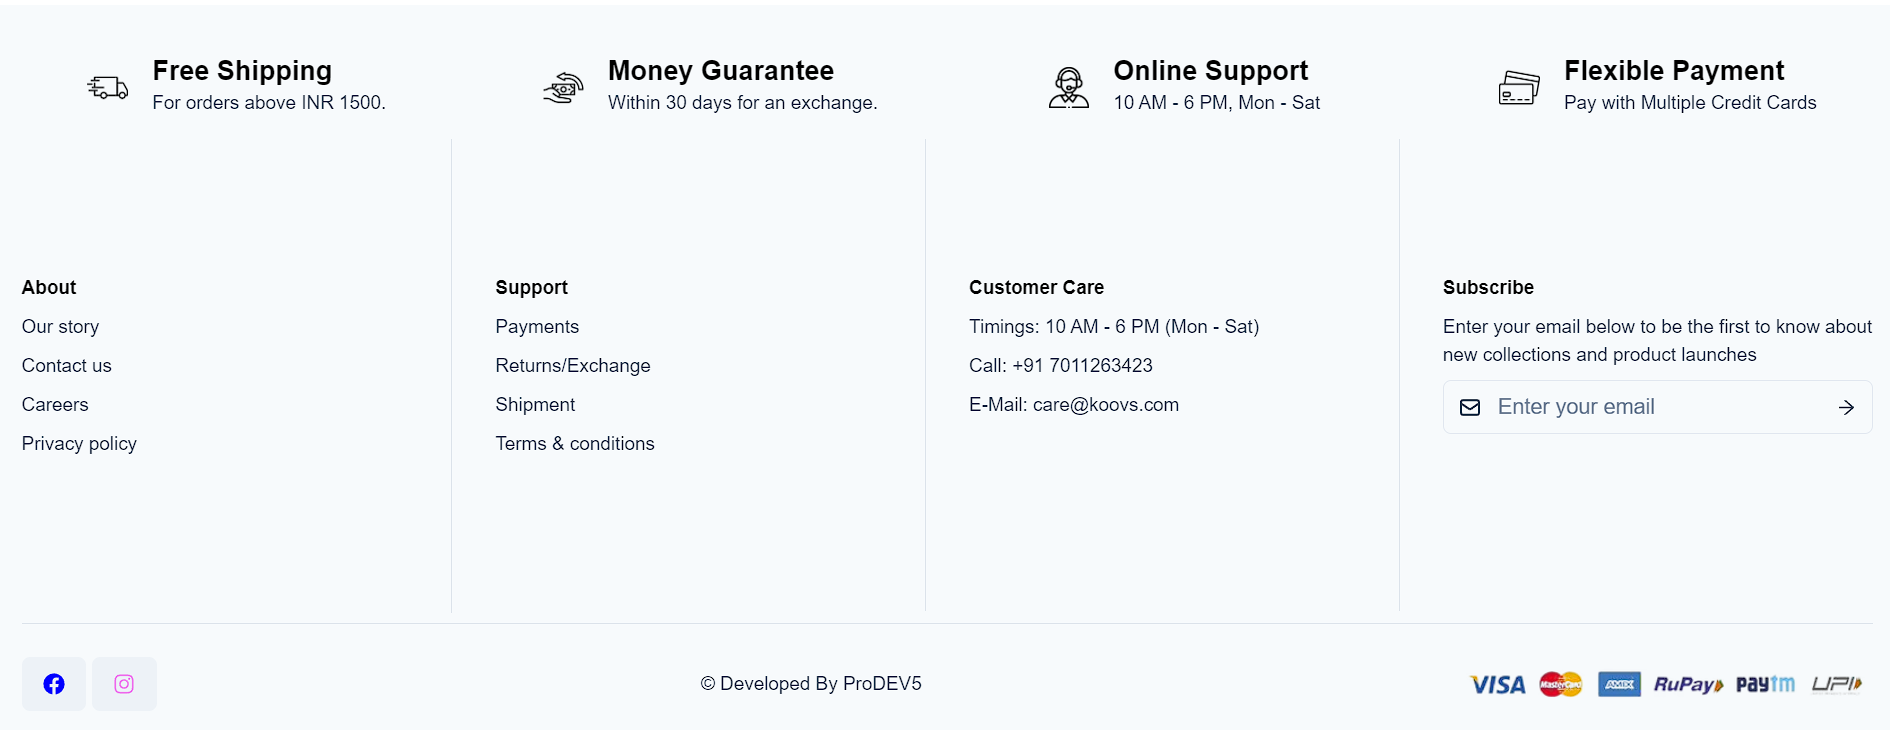 Free Shipping
For orders above INR 1500.
Money Guarantee
Within 30 days for an exchange.
Online Support
10 AM - 6 PM, Mon - Sat
Flexible Payment
Pay with Multiple Credit Cards
About
Our story
Contact us
Careers
Privacy policy
Support
Payments
Returns/Exchange
Shipment
Terms & conditions
Customer Care
Timings: 10 AM - 6 PM (Mon - Sat)
Call: +91 7011263423
E-Mail: care@koovs.com
Subscribe
Enter your email below to be the first to know about
new collections and product launches
Enter your email
© Developed By ProDEV5
VISA MasterCard AMEX RuPay paytm UPI